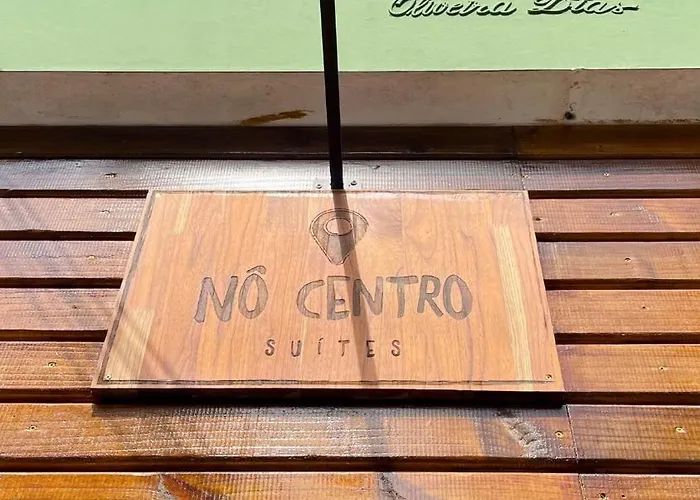 Oliveira Dias
NÔ CENTRO
SUÍTES